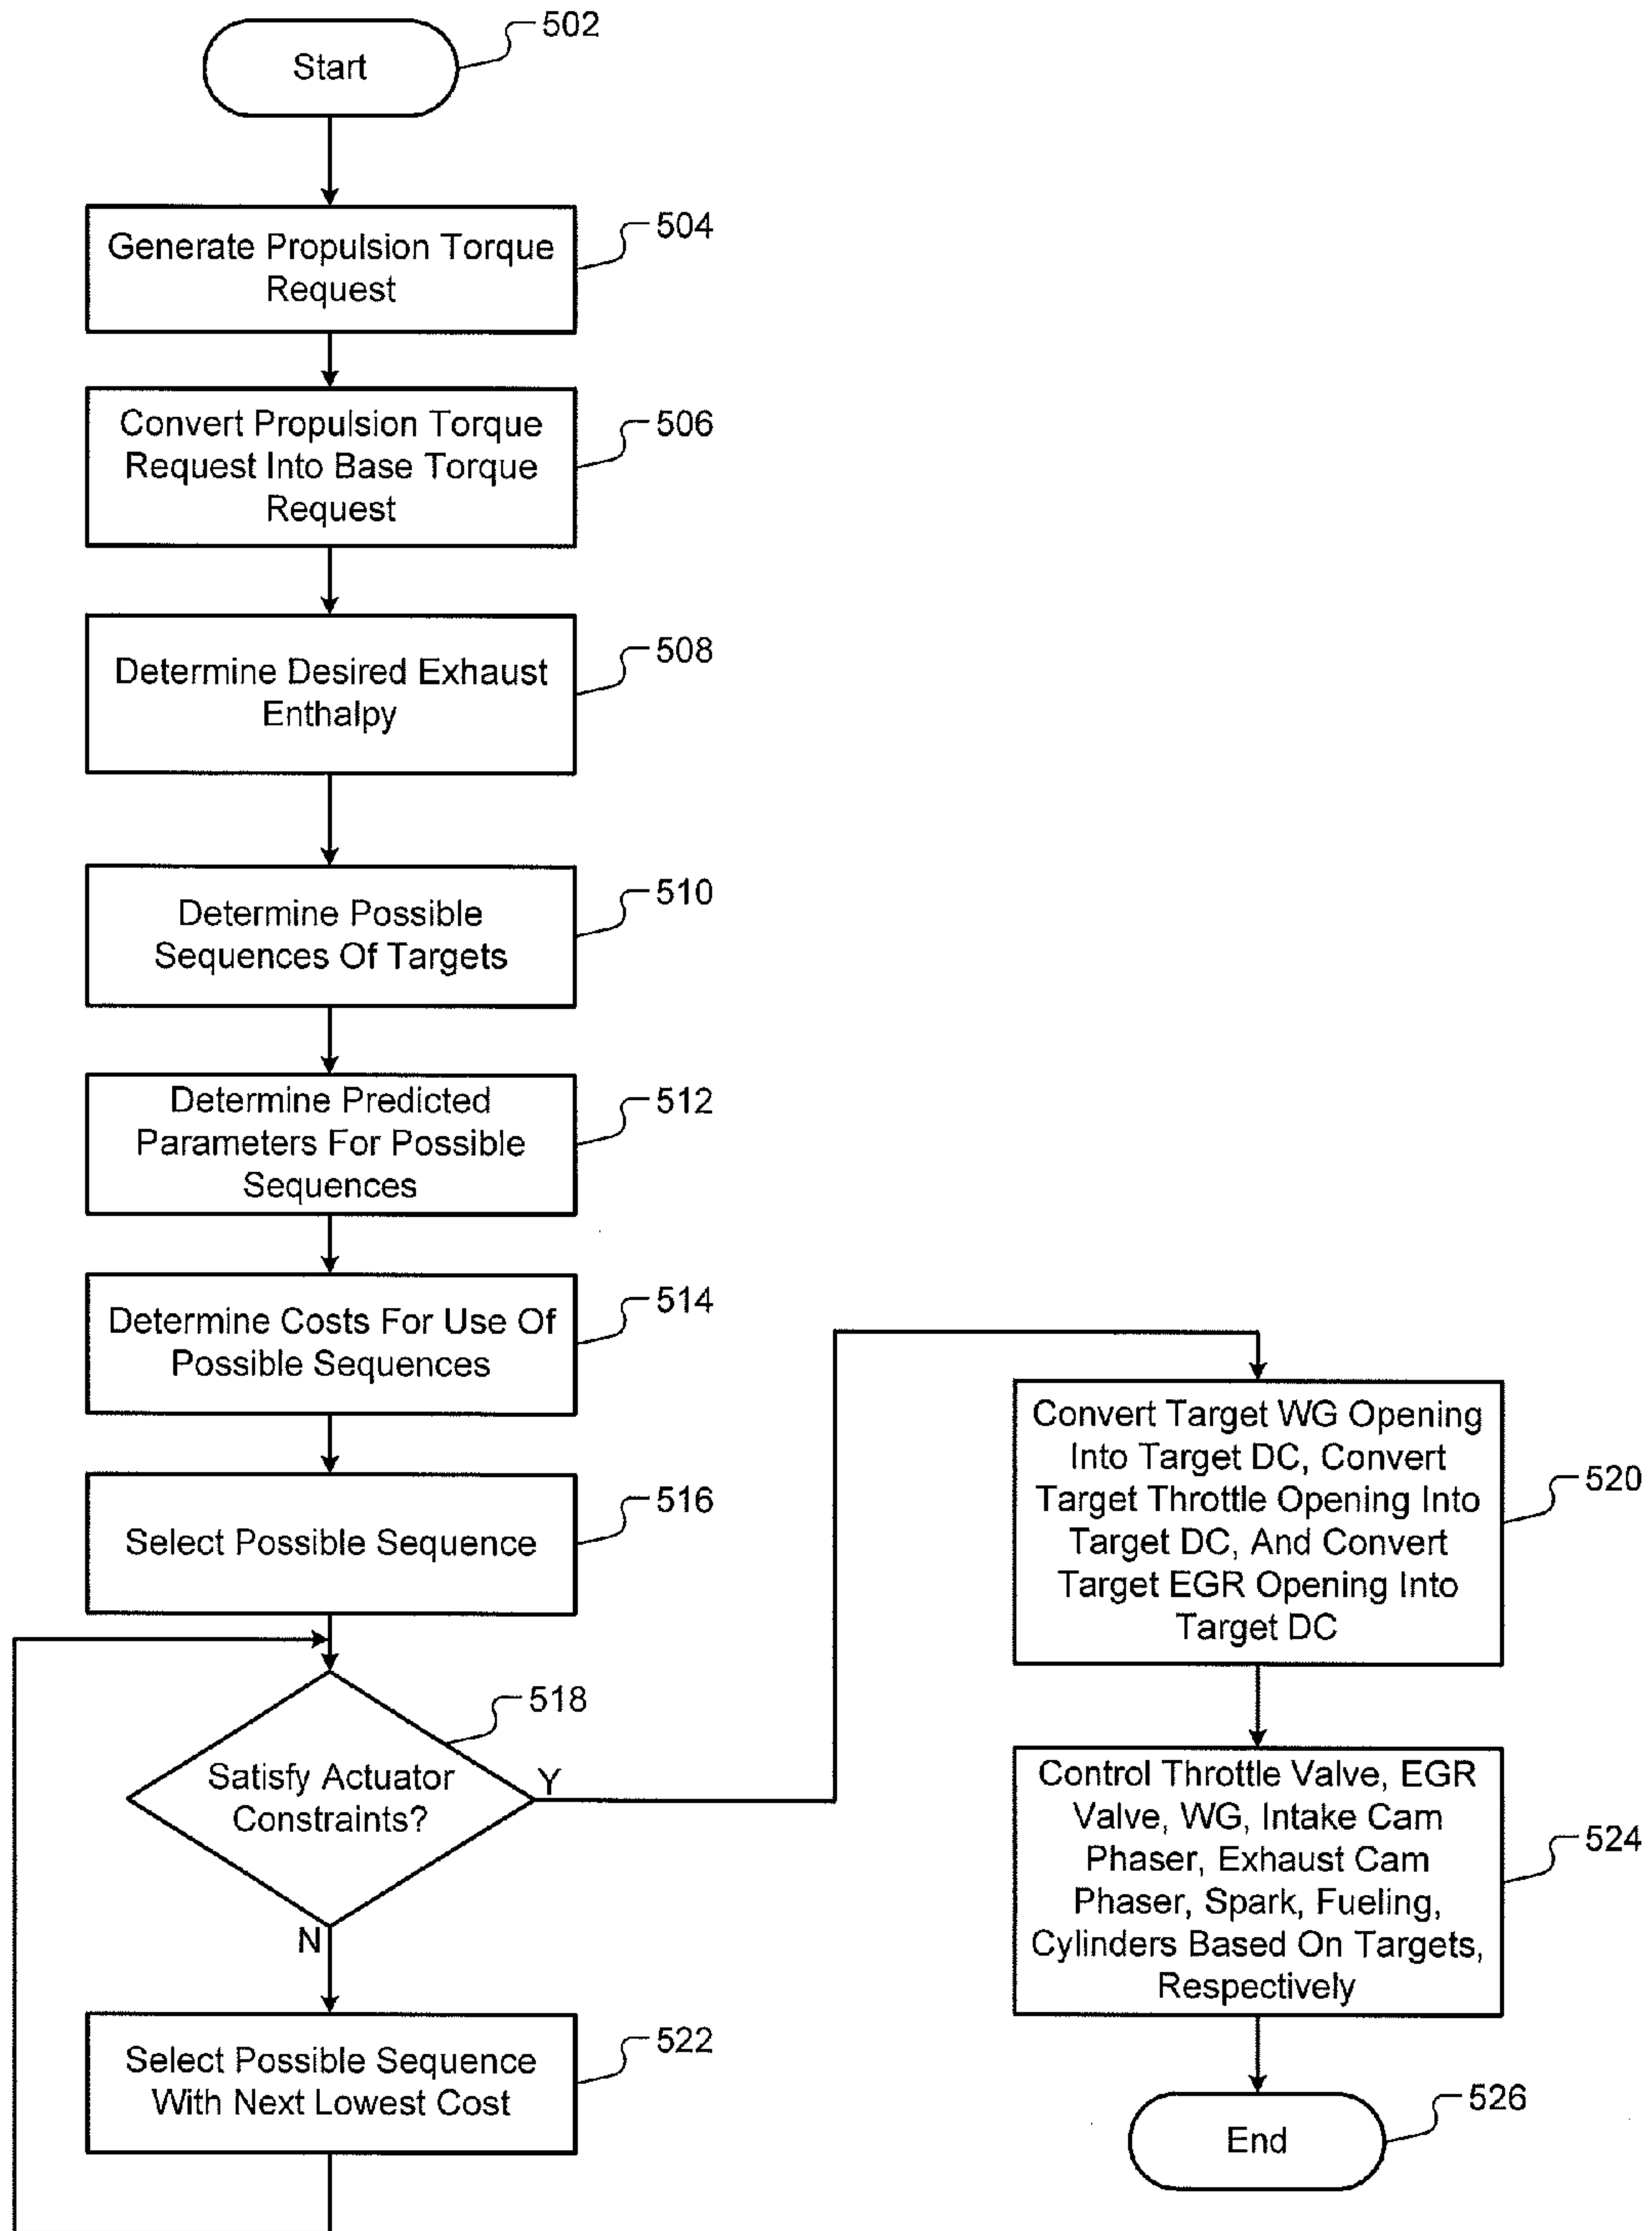 502
Start
504
Generate Propulsion Torque
Request
506
Convert Propulsion Torque
Request Into Base Torque
Request
508
Determine Desired Exhaust
Enthalpy
510
Determine Possible
Sequences Of Targets
512
Determine Predicted
Parameters For Possible
Sequences
514
Determine Costs For Use Of
Possible Sequences
516
Select Possible Sequence
518
Satisfy Actuator
Constraints?
Y
N
522
Select Possible Sequence
With Next Lowest Cost
Convert Target WG Opening
Into Target DC, Convert
Target Throttle Opening Into
Target DC, And Convert
Target EGR Opening Into
Target DC
520
Control Throttle Valve, EGR
Valve, WG, Intake Cam
Phaser, Exhaust Cam
Phaser, Spark, Fueling,
Cylinders Based On Targets,
Respectively
524
End
526